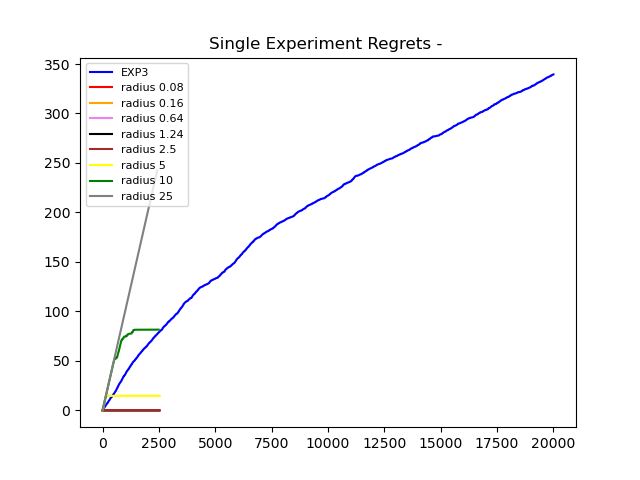 Single Experiment Regrets -
350
300
250
200
150
100
50
0
EXP3
radius 0.08
radius 0.16
radius 0.64
radius 1.24
radius 2.5
radius 5
radius 10
radius 25
0 2500 5000 7500 10000 12500 15000 17500 20000